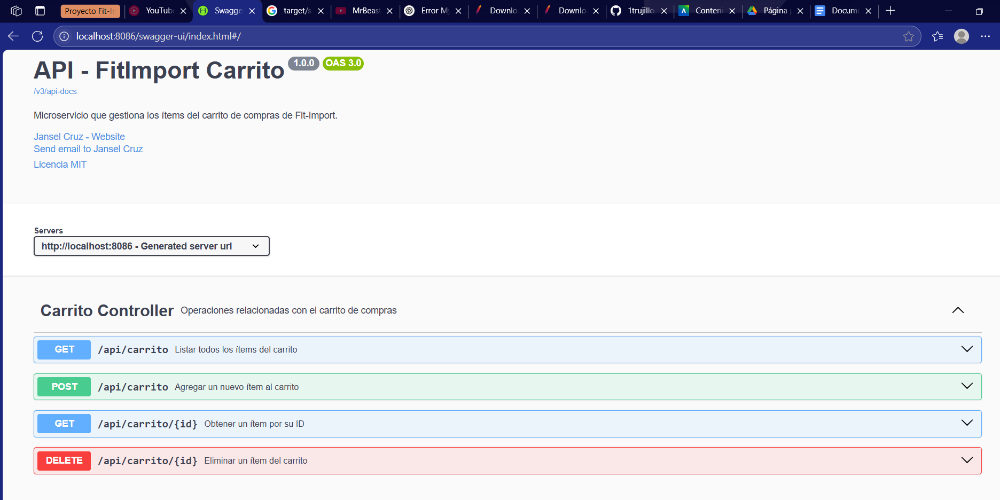 Proyecto Fit-I
YouTube
Swagge
target/s
MrBeas
Error M
Downlo
Downlo
1trujillo
Conteni
Página
Docum
localhost:8086/swagger-ui/index.html#/
API - FitImport Carrito 1.0.0 OAS 3.0
/v3/api-docs
Microservicio que gestiona los ítems del carrito de compras de Fit-Import.
Jansel Cruz - Website
Send email to Jansel Cruz
Licencia MIT
Servers
http://localhost:8086 - Generated server url
Carrito Controller Operaciones relacionadas con el carrito de compras
GET /api/carrito Listar todos los ítems del carrito
POST /api/carrito Agregar un nuevo ítem al carrito
GET /api/carrito/{id} Obtener un ítem por su ID
DELETE /api/carrito/{id} Eliminar un ítem del carrito